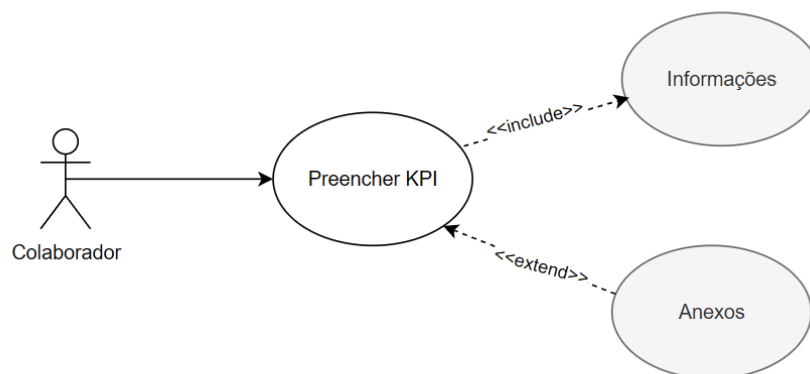 Informações
<<include>>
Preencher KPI
Colaborador
<<extend>>
Anexos